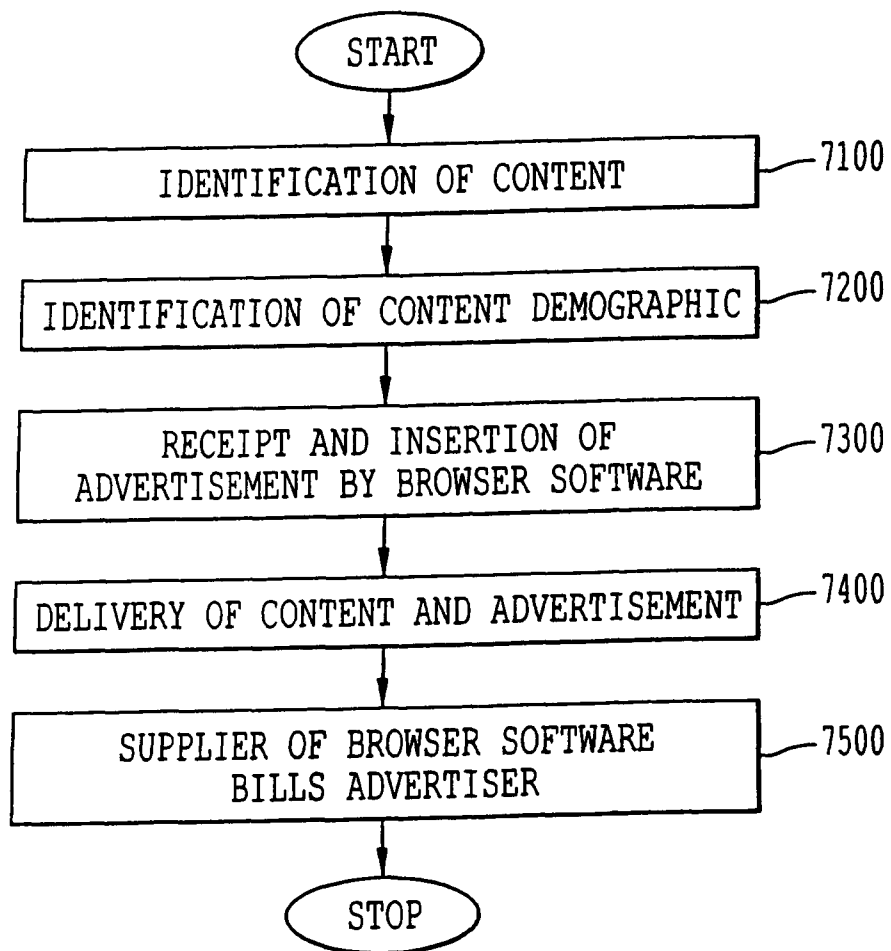 START
IDENTIFICATION OF CONTENT
7100
IDENTIFICATION OF CONTENT DEMOGRAPHIC
7200
RECEIPT AND INSERTION OF
ADVERTISEMENT BY BROWSER SOFTWARE
7300
DELIVERY OF CONTENT AND ADVERTISEMENT
7400
SUPPLIER OF BROWSER SOFTWARE
BILLS ADVERTISER
7500
STOP